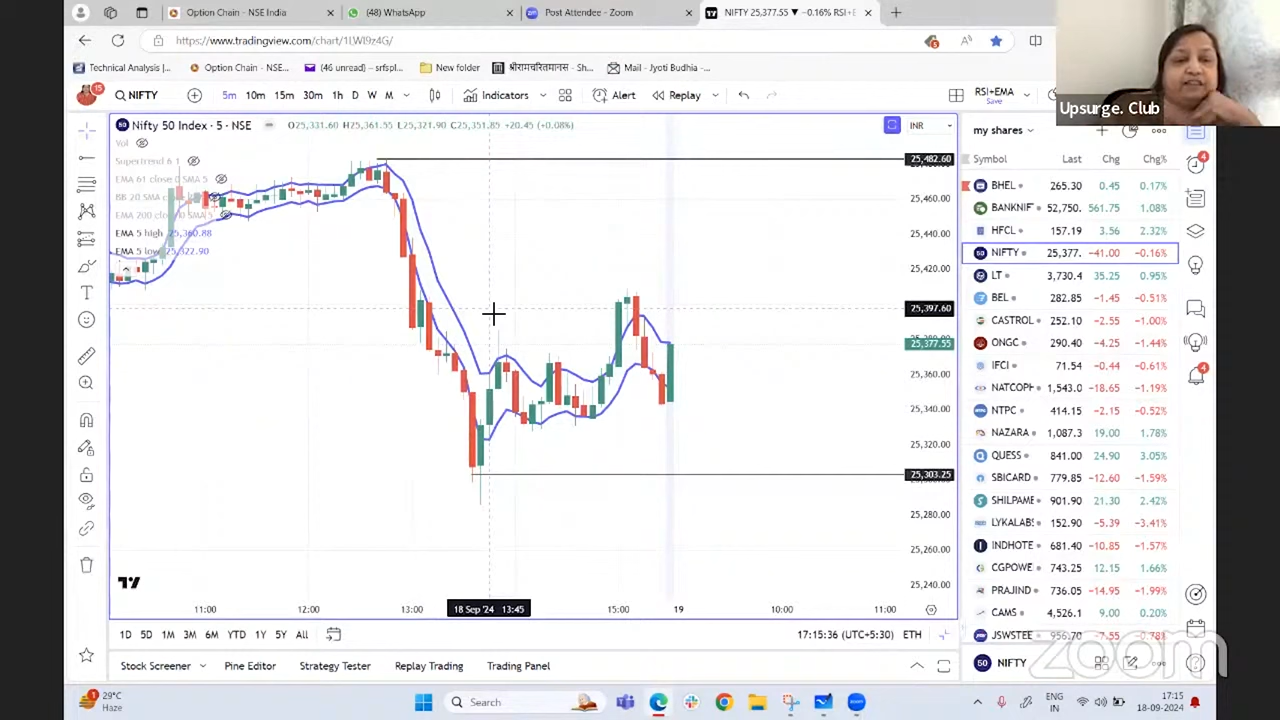 Option Chain - NSE India
(48) WhatsApp
Post Attendee - Zoom
NIFTY 25,377.55 ▼ −0.16% RSI+E
https://www.tradingview.com/chart/1LWI9z4G/
Technical Analysis |...
Option Chain - NSE...
(46 unread) - srfspl...
New folder
श्रीरामचरितमानस - Sh...
Mail - Jyoti Budhia -...
Upsurge. Club
15
NIFTY
5m 10m 15m 30m 1h D W M
Indicators
Alert
Replay
RSI+EMA
Save
50 Nifty 50 Index · 5 · NSE
O25,331.60 H25,361.55 L25,321.90 C25,351.85 +20.45 (+0.08%)
INR
Vol
Supertrend 6 1
EMA 61 close 0 SMA 5
BB 20 SMA
EMA 200 close 0 SMA 5
EMA 5 high 25,360.88
EMA 5 low 25,322.90
25,482.60
25,460.00
25,440.00
25,420.00
25,397.60
25,377.55
25,360.00
25,340.00
25,320.00
25,303.25
25,280.00
25,260.00
25,240.00
11:00 12:00 13:00 18 Sep '24 13:45 15:00 19 10:00 11:00
1D 5D 1M 3M 6M YTD 1Y 5Y All
17:15:36 (UTC+5:30) ETH
Stock Screener
Pine Editor
Strategy Tester
Replay Trading
Trading Panel
my shares
Symbol Last Chg Chg%
BHEL 265.30 0.45 0.17%
BANKNIF 52,750. 561.75 1.08%
HFCL 157.19 3.56 2.32%
NIFTY 25,377. −41.00 −0.16%
LT 3,730.4 35.25 0.95%
BEL 282.85 −1.45 −0.51%
CASTROL 252.10 −2.55 −1.00%
ONGC 290.40 −4.25 −1.44%
IFCI 71.54 −0.44 −0.61%
NATCOPH 1,543.0 −18.65 −1.19%
NTPC 414.15 −2.15 −0.52%
NAZARA 1,087.3 19.00 1.78%
QUESS 841.00 24.90 3.05%
SBICARD 779.85 −12.60 −1.59%
SHILPAME 901.90 21.30 2.42%
LYKALABS 152.90 −5.39 −3.41%
INDHOTE 681.40 −10.85 −1.57%
CGPOWE 743.25 12.15 1.66%
PRAJIND 736.05 −14.95 −1.99%
CAMS 4,526.1 9.00 0.20%
JSWSTEE 956.70 −7.55 −0.78%
50 NIFTY
zoom
29°C
Haze
Search
ENG
IN
17:15
18-09-2024